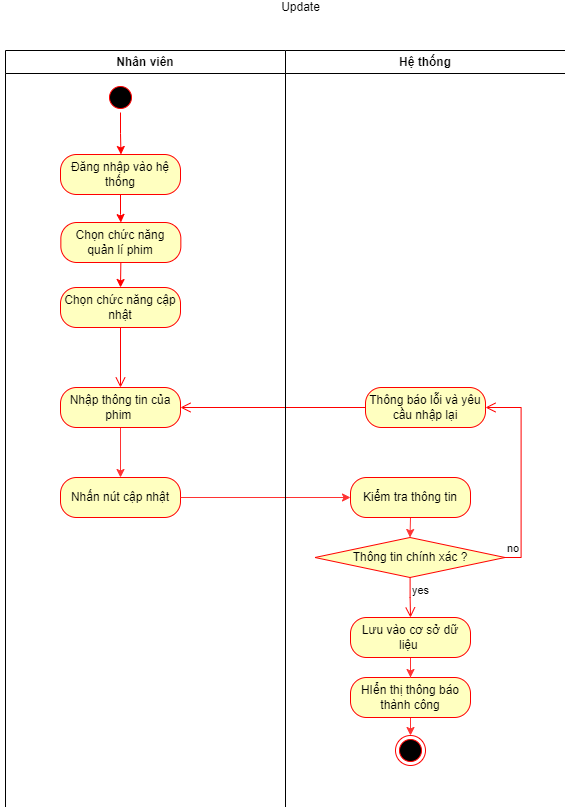 Update
Nhân viên
Hệ thống
Đăng nhập vào hệ
thống
Chọn chức năng
quản lí phim
Chọn chức năng cập
nhật
Nhập thông tin của
phim
Thông báo lỗi và yêu
cầu nhập lại
Nhấn nút cập nhật
Kiểm tra thông tin
Thông tin chính xác ?
no
yes
Lưu vào cơ sở dữ
liệu
HIển thị thông báo
thành công